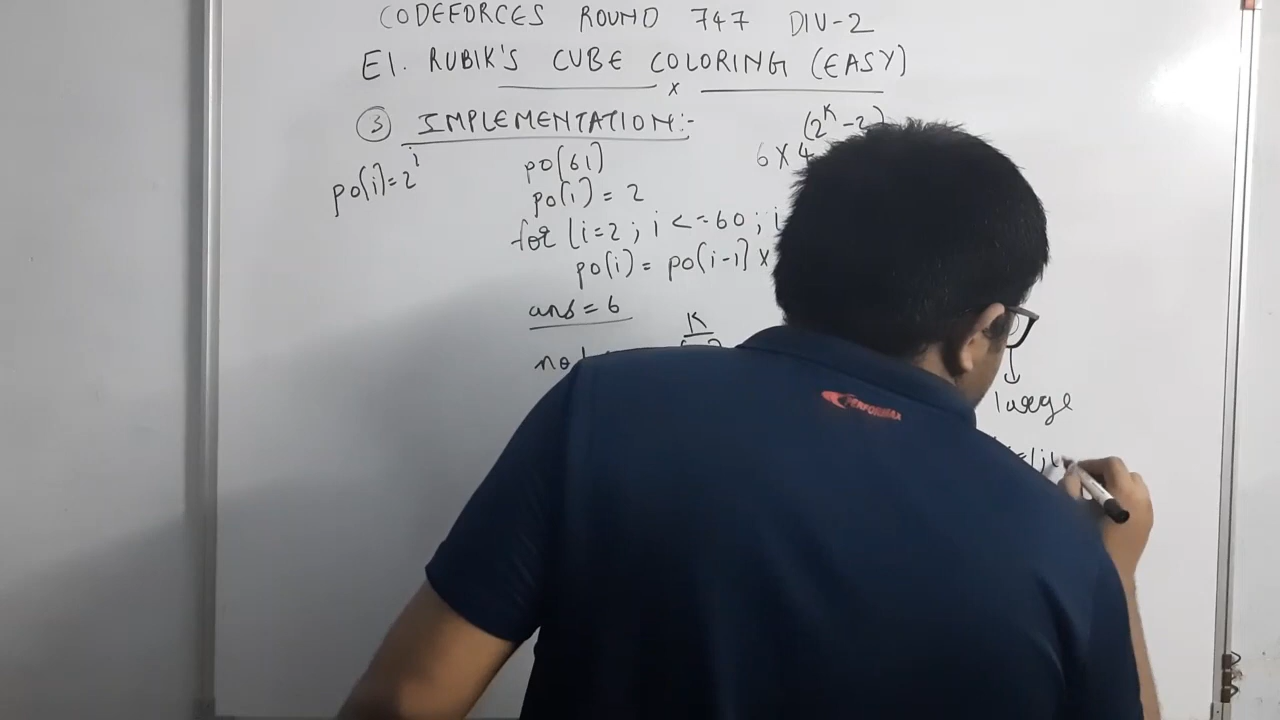 CODEFORCES ROUND 747 DIV-2
E1. RUBIK'S CUBE COLORING (EASY)
x
③ IMPLEMENTATION:-
(2^K-2)
6 X 4
po[i]=2^i
po[61]
po[1] = 2
for (i=2; i <=60; i
po[i] = po[i-1] x
ans = 6
K
large
PERFORMAX